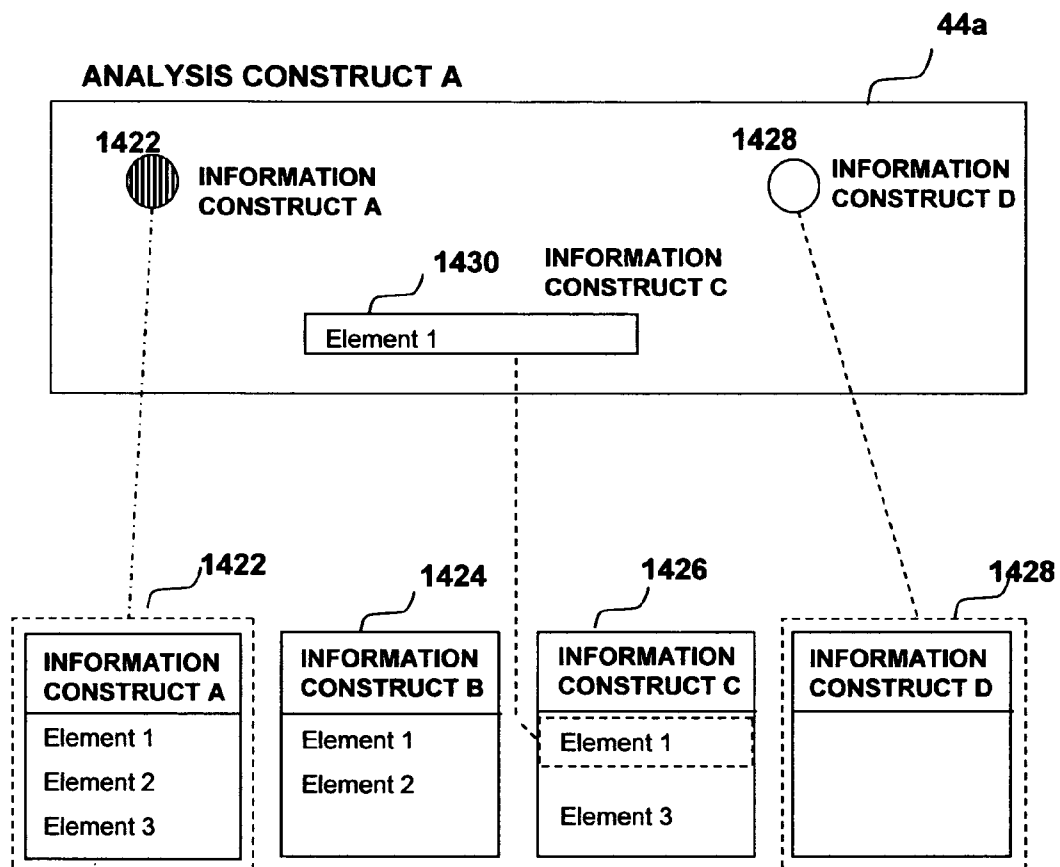 44a
ANALYSIS CONSTRUCT A
1422
INFORMATION
CONSTRUCT A
1428
INFORMATION
CONSTRUCT D
1430
INFORMATION
CONSTRUCT C
Element 1
1422
1424
1426
1428
INFORMATION
CONSTRUCT A
Element 1
Element 2
Element 3
INFORMATION
CONSTRUCT B
Element 1
Element 2
INFORMATION
CONSTRUCT C
Element 1
Element 3
INFORMATION
CONSTRUCT D